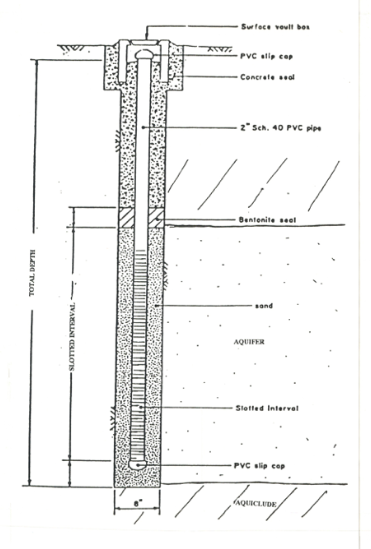 Surface vault box
PVC slip cap
Concrete seal
2" Sch. 40 PVC pipe
Bentonite seal
TOTAL DEPTH
SLOTTED INTERVAL
sand
AQUIFER
Slotted Interval
PVC slip cap
6"
AQUICLUDE